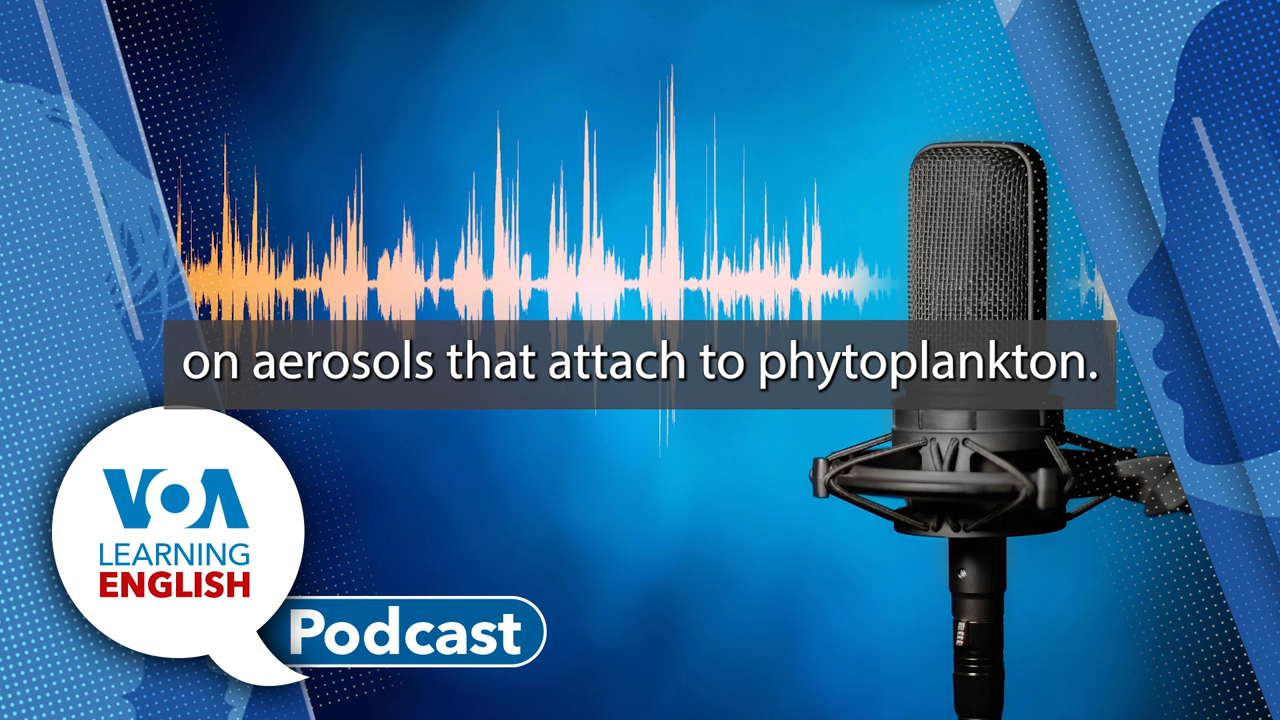 on aerosols that attach to phytoplankton.
VOA
LEARNING
ENGLISH
Podcast